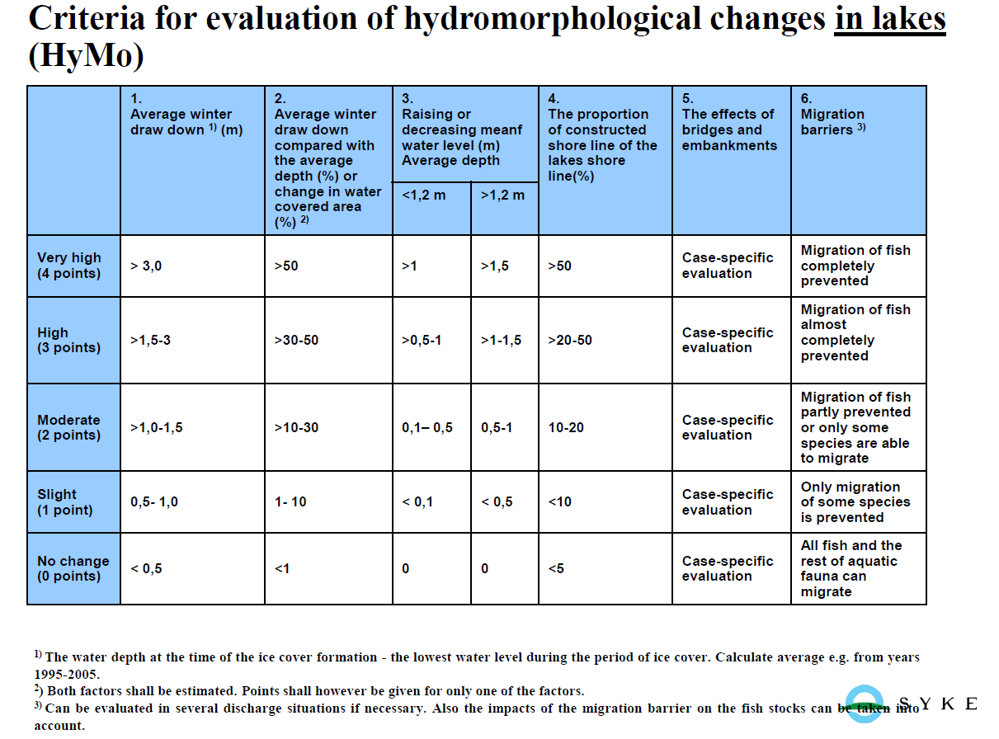 Criteria for evaluation of hydromorphological changes in lakes
(HyMo)
1.
Average winter
draw down 1) (m)
2.
Average winter
draw down
compared with
the average
depth (%) or
change in water
covered area
(%) 2)
3.
Raising or
decreasing meanf
water level (m)
Average depth
<1,2 m
>1,2 m
4.
The proportion
of constructed
shore line of the
lakes shore
line(%)
5.
The effects of
bridges and
embankments
6.
Migration
barriers 3)
Very high
(4 points)
> 3,0
>50
>1
>1,5
>50
Case-specific
evaluation
Migration of fish
completely
prevented
High
(3 points)
>1,5-3
>30-50
>0,5-1
>1-1,5
>20-50
Case-specific
evaluation
Migration of fish
almost
completely
prevented
Moderate
(2 points)
>1,0-1,5
>10-30
0,1– 0,5
0,5-1
10-20
Case-specific
evaluation
Migration of fish
partly prevented
or only some
species are able
to migrate
Slight
(1 point)
0,5- 1,0
1- 10
< 0,1
< 0,5
<10
Case-specific
evaluation
Only migration
of some species
is prevented
No change
(0 points)
< 0,5
<1
0
0
<5
Case-specific
evaluation
All fish and the
rest of aquatic
fauna can
migrate
1) The water depth at the time of the ice cover formation - the lowest water level during the period of ice cover. Calculate average e.g. from years
1995-2005.
2) Both factors shall be estimated. Points shall however be given for only one of the factors.
3) Can be evaluated in several discharge situations if necessary. Also the impacts of the migration barrier on the fish stocks can be taken into
account.
S Y K E